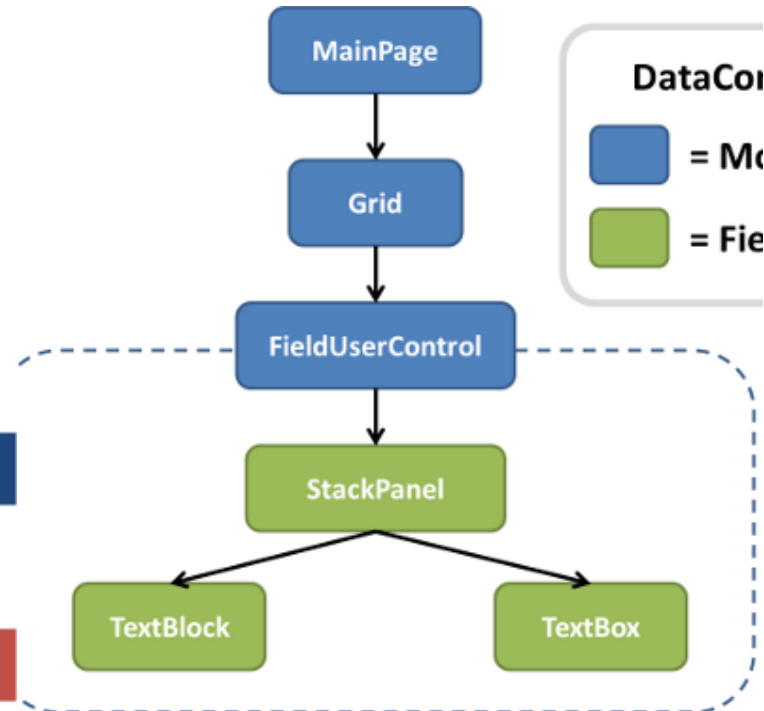 MainPage
DataCor
= Mo
Grid
= Fie
FieldUserControl
StackPanel
TextBlock
TextBox